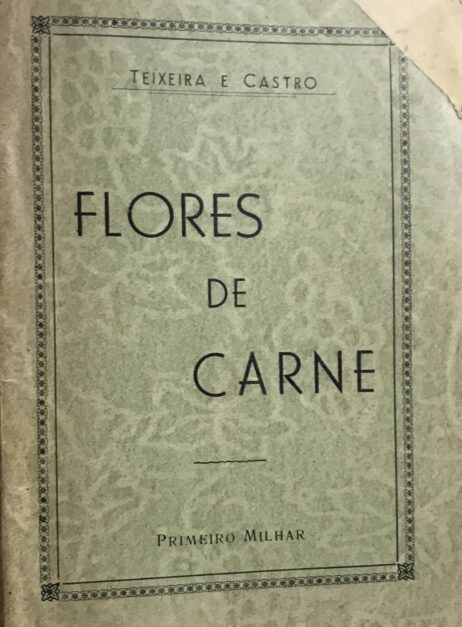 TEIXEIRA E CASTRO
FLORES
DE
CARNE
PRIMEIRO MILHAR